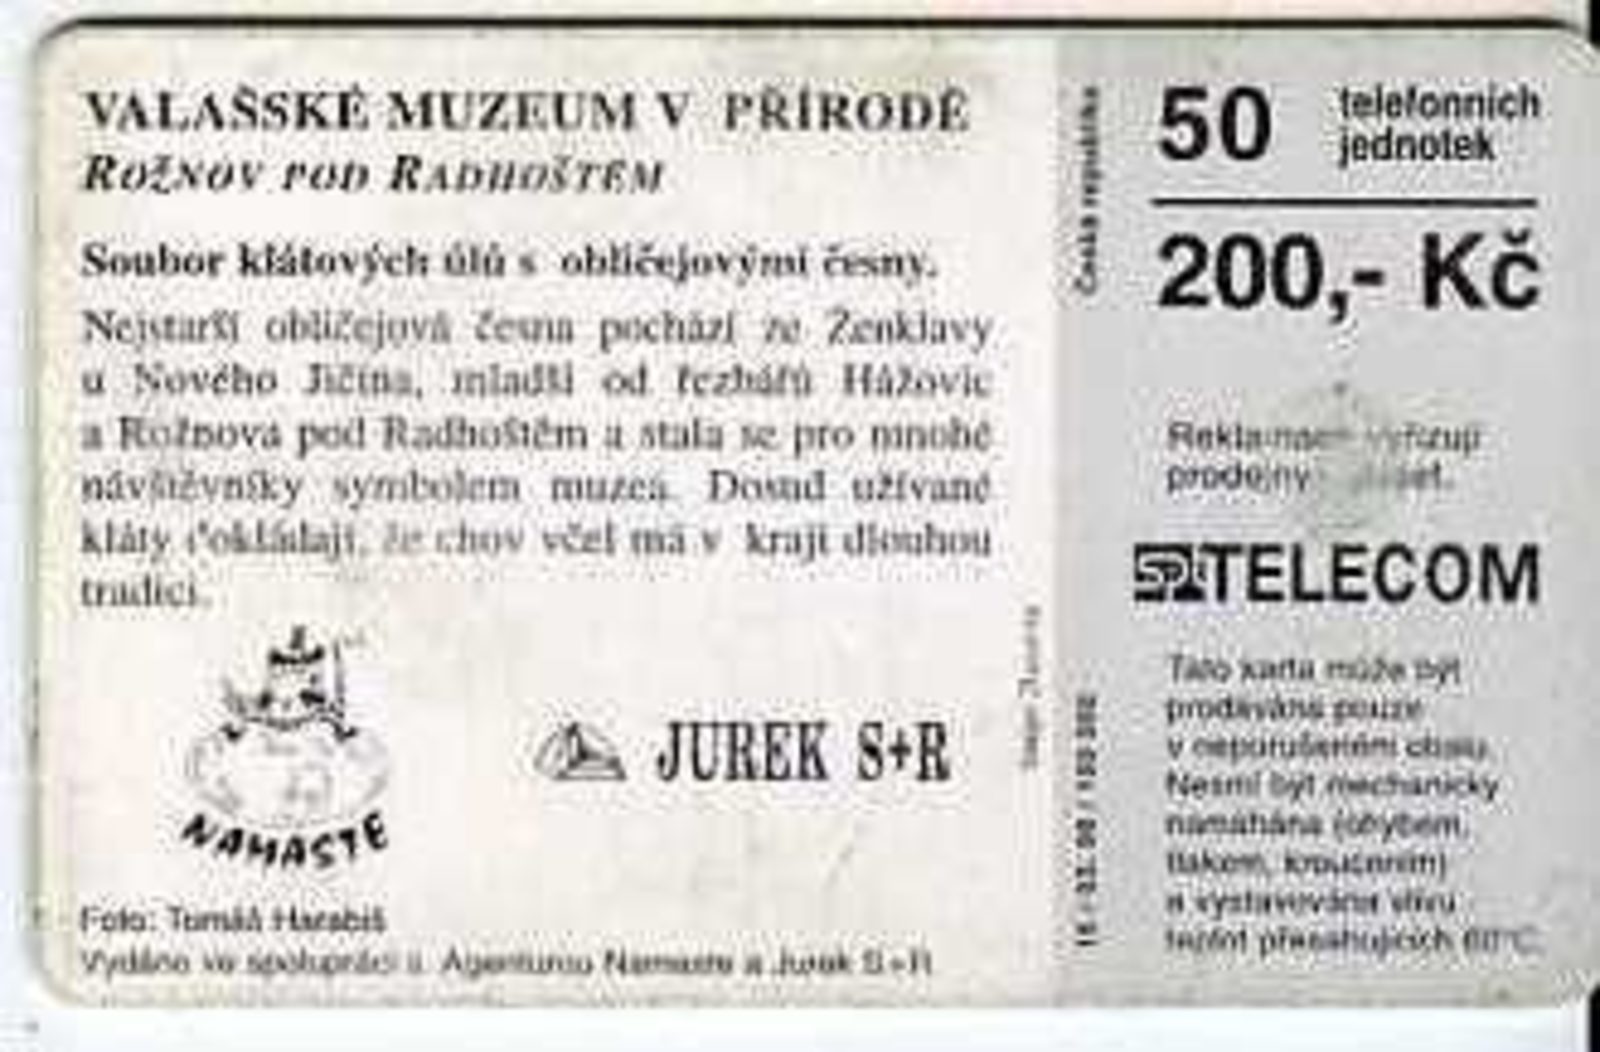 VALAŠSKÉ MUZEUM V PŘÍRODĚ
ROŽNOV POD RADHOŠTĚM
Soubor klátových úlů s obličejovými česny.
Nejstarší obličejová česna pochází ze Ženklavy
u Nového Jičína, mladší od řezbářů Hážovic
a Rožnova pod Radhoštěm a stala se pro mnohé
návštěvníky symbolem muzea. Dosud užívané
kláty dokládají, že chov včel má v kraji dlouhou
tradici.
NAMASTE
JUREK S+R
Foto: Tomáš Harabiš
Vydáno ve spolupráci s Agenturou Namaste a Jurek S+R
Česká republika
50 telefonních
jednotek
200,- Kč
Reklamace vyřizují
prodejny
SPT TELECOM
Tato karta může být
prodávána pouze
v neporušeném obalu.
Nesmí být mechanicky
namáhána (ohybem,
tlakem, kroucením)
a vystavována vlivu
teplot přesahujících 60°C.